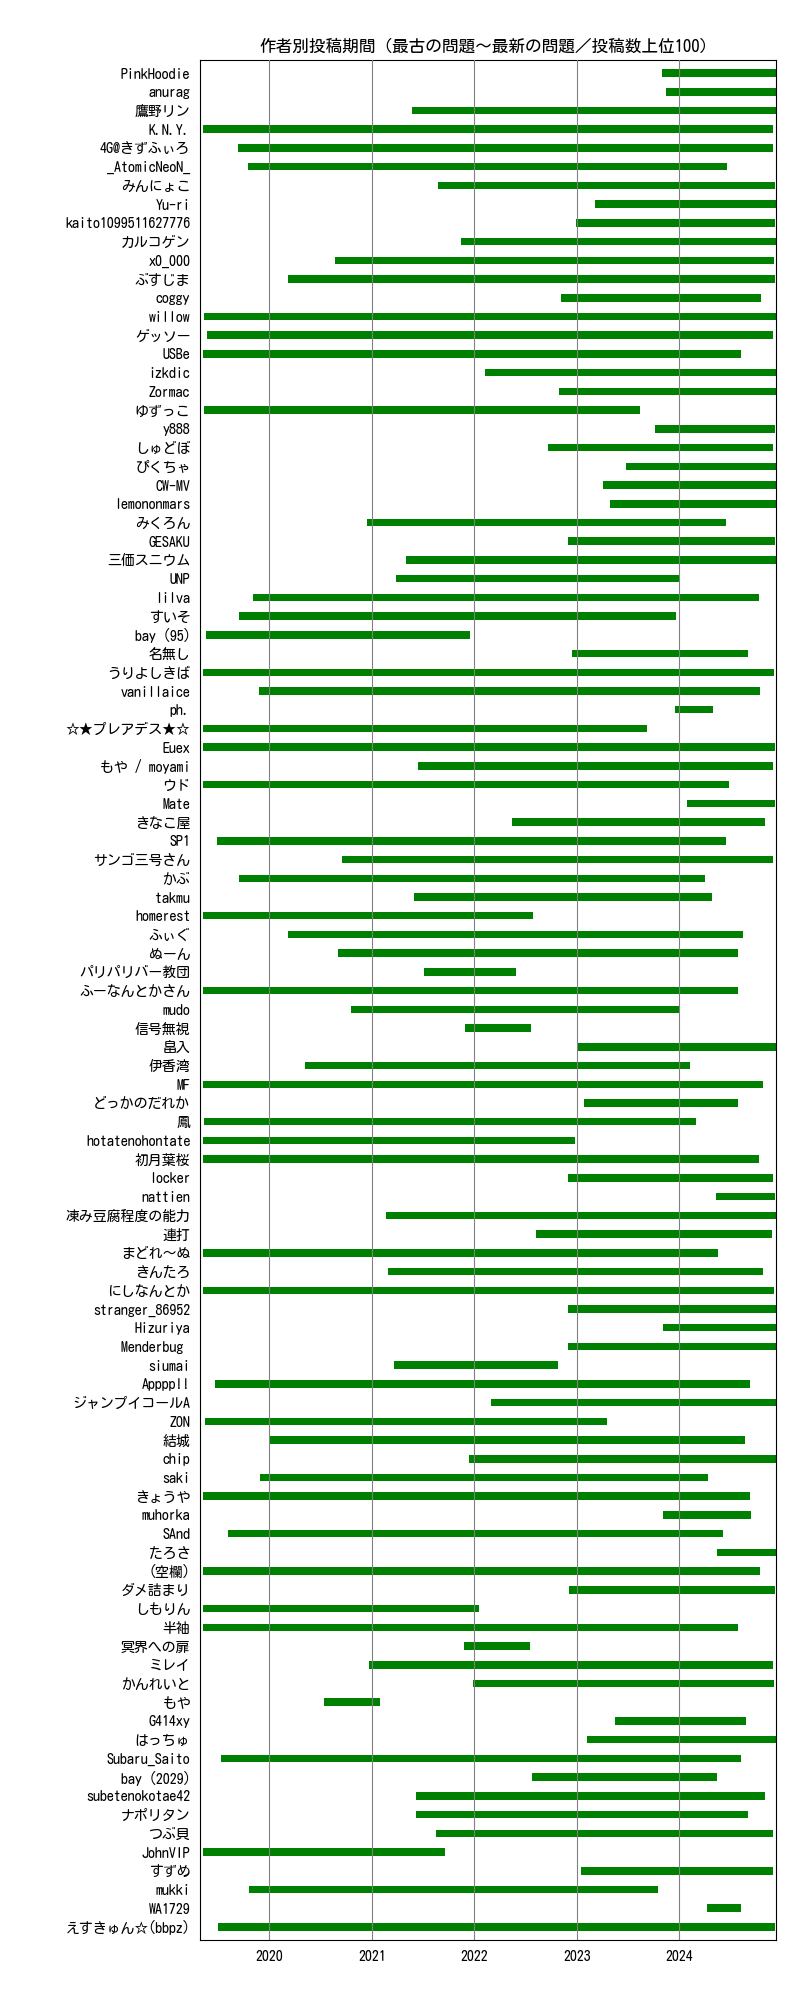 作者別投稿期間（最古の問題～最新の問題／投稿数上位100）
PinkHoodie
anurag
鷹野リン
K.N.Y.
4G@きずふぃろ
_AtomicNeoN_
みんにょこ
Yu-ri
kaito1099511627776
カルコゲン
x0_000
ぶすじま
coggy
willow
ゲッソー
USBe
izkdic
Zormac
ゆずっこ
y888
しゅどぼ
ぴくちゃ
CW-MV
lemononmars
みくろん
GESAKU
三価スニウム
UNP
lilva
すいそ
bay (95)
名無し
うりよしきば
vanillaice
ph.
☆★プレアデス★☆
Euex
もや / moyami
ウド
Mate
きなこ屋
SP1
サンゴ三号さん
かぶ
takmu
homerest
ふぃぐ
ぬーん
パリパリバー教団
ふーなんとかさん
mudo
信号無視
畠入
伊香湾
MF
どっかのだれか
鳳
hotatenohontate
初月葉桜
locker
nattien
凍み豆腐程度の能力
連打
まどれ～ぬ
きんたろ
にしなんとか
stranger_86952
Hizuriya
Menderbug
siumai
Appppll
ジャンプイコールA
ZON
結城
chip
saki
きょうや
muhorka
SAnd
たろさ
(空欄)
ダメ詰まり
しもりん
半袖
冥界への扉
ミレイ
かんれいと
もや
G414xy
はっちゅ
Subaru_Saito
bay (2029)
subetenokotae42
ナポリタン
つぶ貝
JohnVIP
すずめ
mukki
WA1729
えすきゅん☆(bbpz)
2020 2021 2022 2023 2024